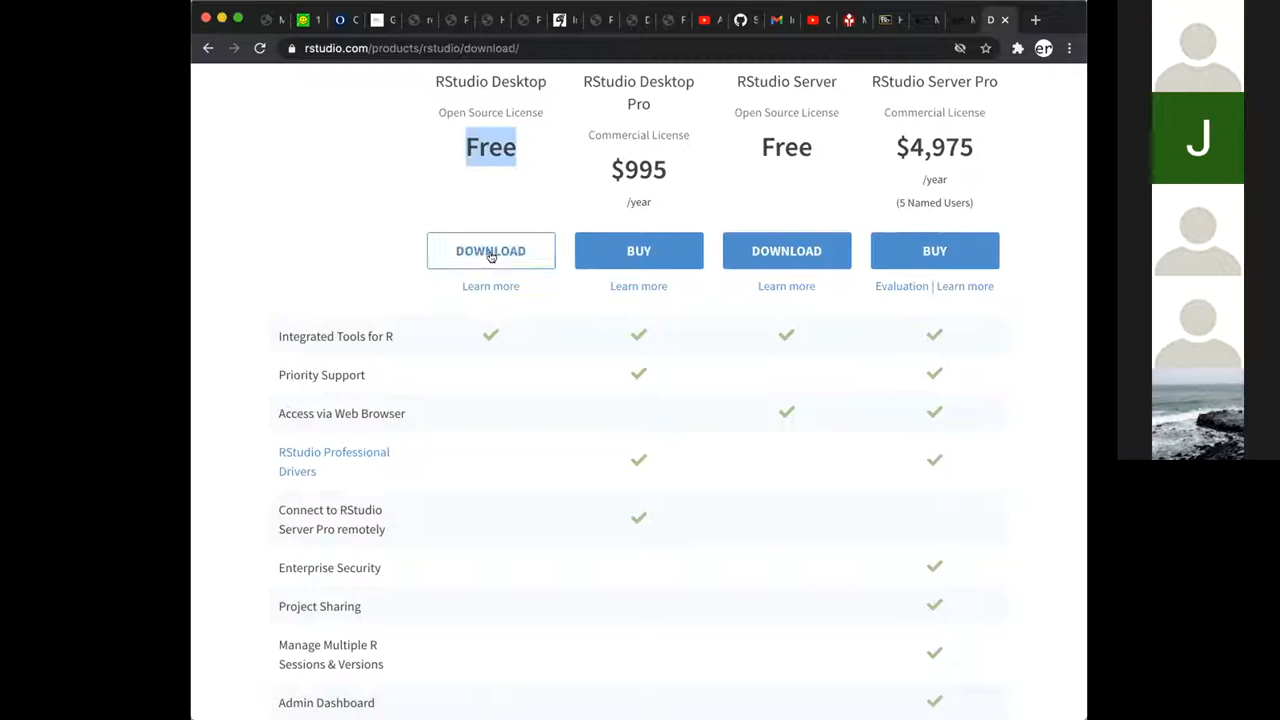 rstudio.com/products/rstudio/download/
er
RStudio Desktop
Open Source License
Free
DOWNLOAD
Learn more
RStudio Desktop
Pro
Commercial License
$995
/year
BUY
Learn more
RStudio Server
Open Source License
Free
DOWNLOAD
Learn more
RStudio Server Pro
Commercial License
$4,975
/year
(5 Named Users)
BUY
Evaluation | Learn more
Integrated Tools for R
Priority Support
Access via Web Browser
RStudio Professional
Drivers
Connect to RStudio
Server Pro remotely
Enterprise Security
Project Sharing
Manage Multiple R
Sessions & Versions
Admin Dashboard
J